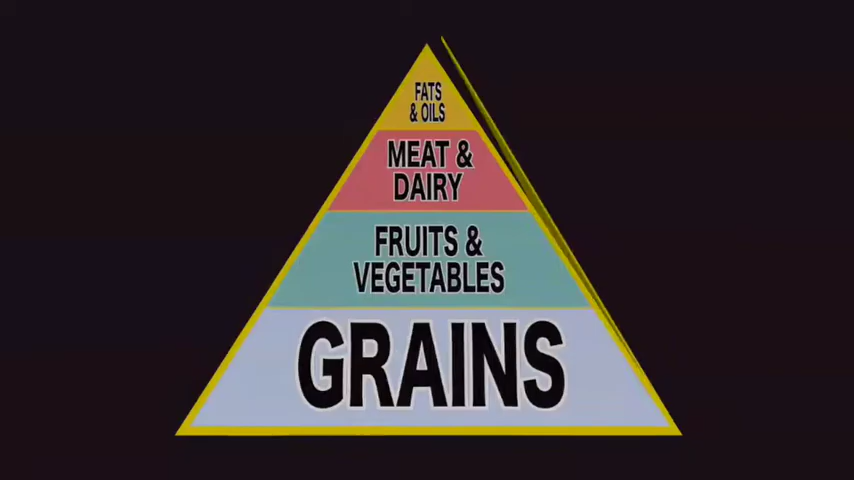 FATS
& OILS
MEAT &
DAIRY
FRUITS &
VEGETABLES
GRAINS